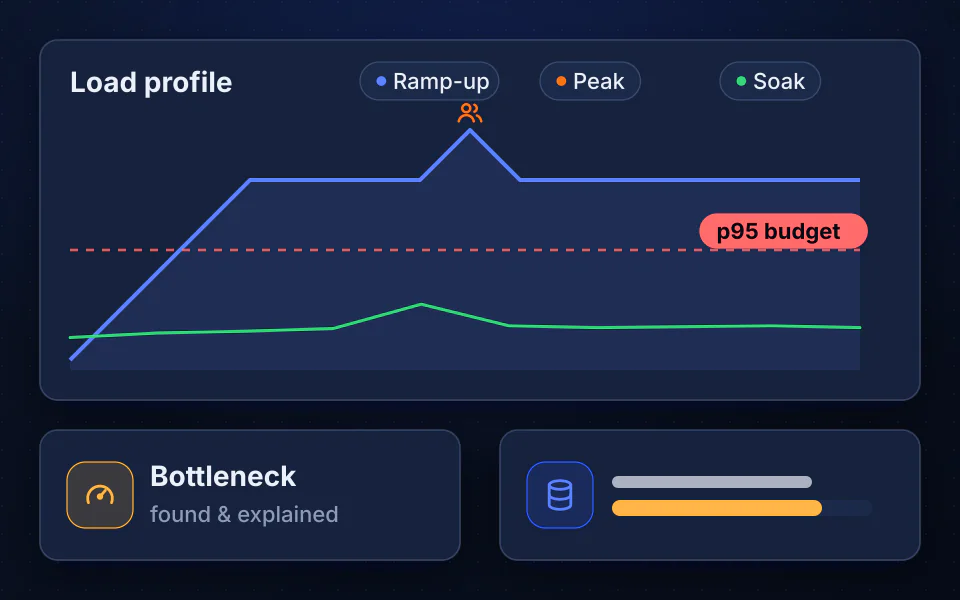 Load profile
Ramp-up
Peak
Soak
p95 budget
Bottleneck
found & explained